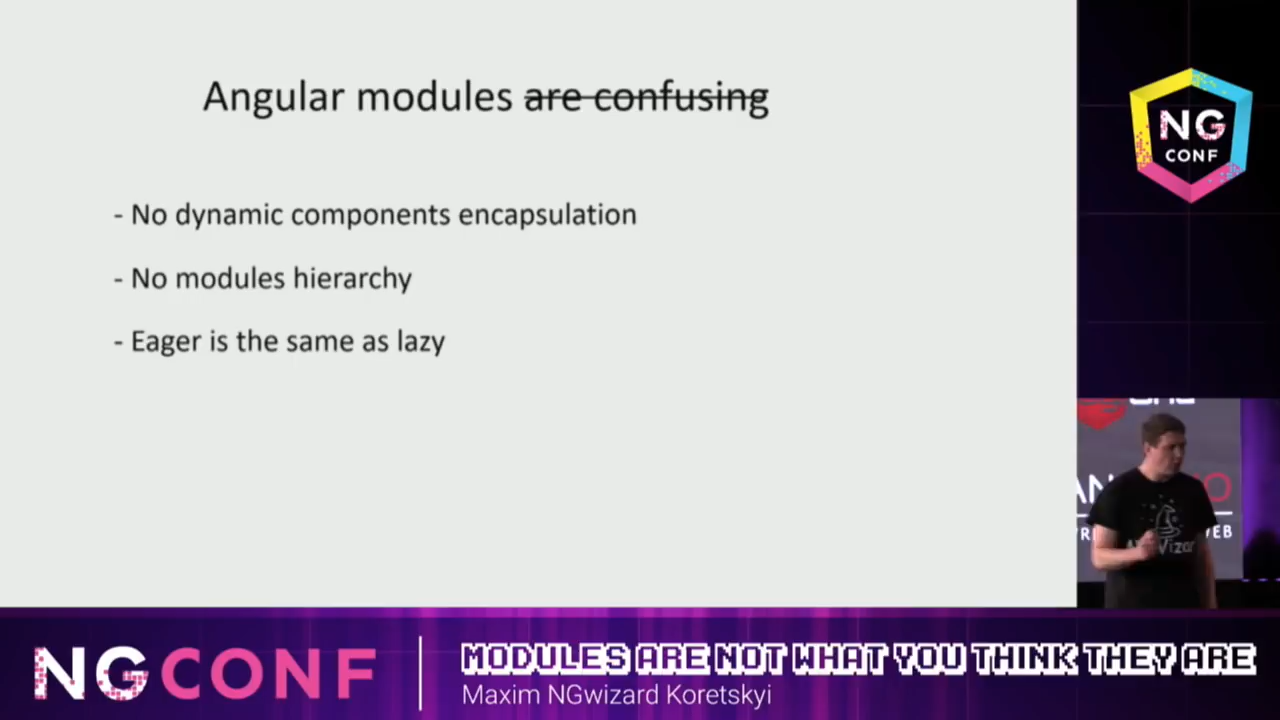 Angular modules are confusing
- No dynamic components encapsulation
- No modules hierarchy
- Eager is the same as lazy
NG
CONF
EB
NG CONF
MODULES ARE NOT WHAT YOU THINK THEY ARE
Maxim NGwizard Koretskyi